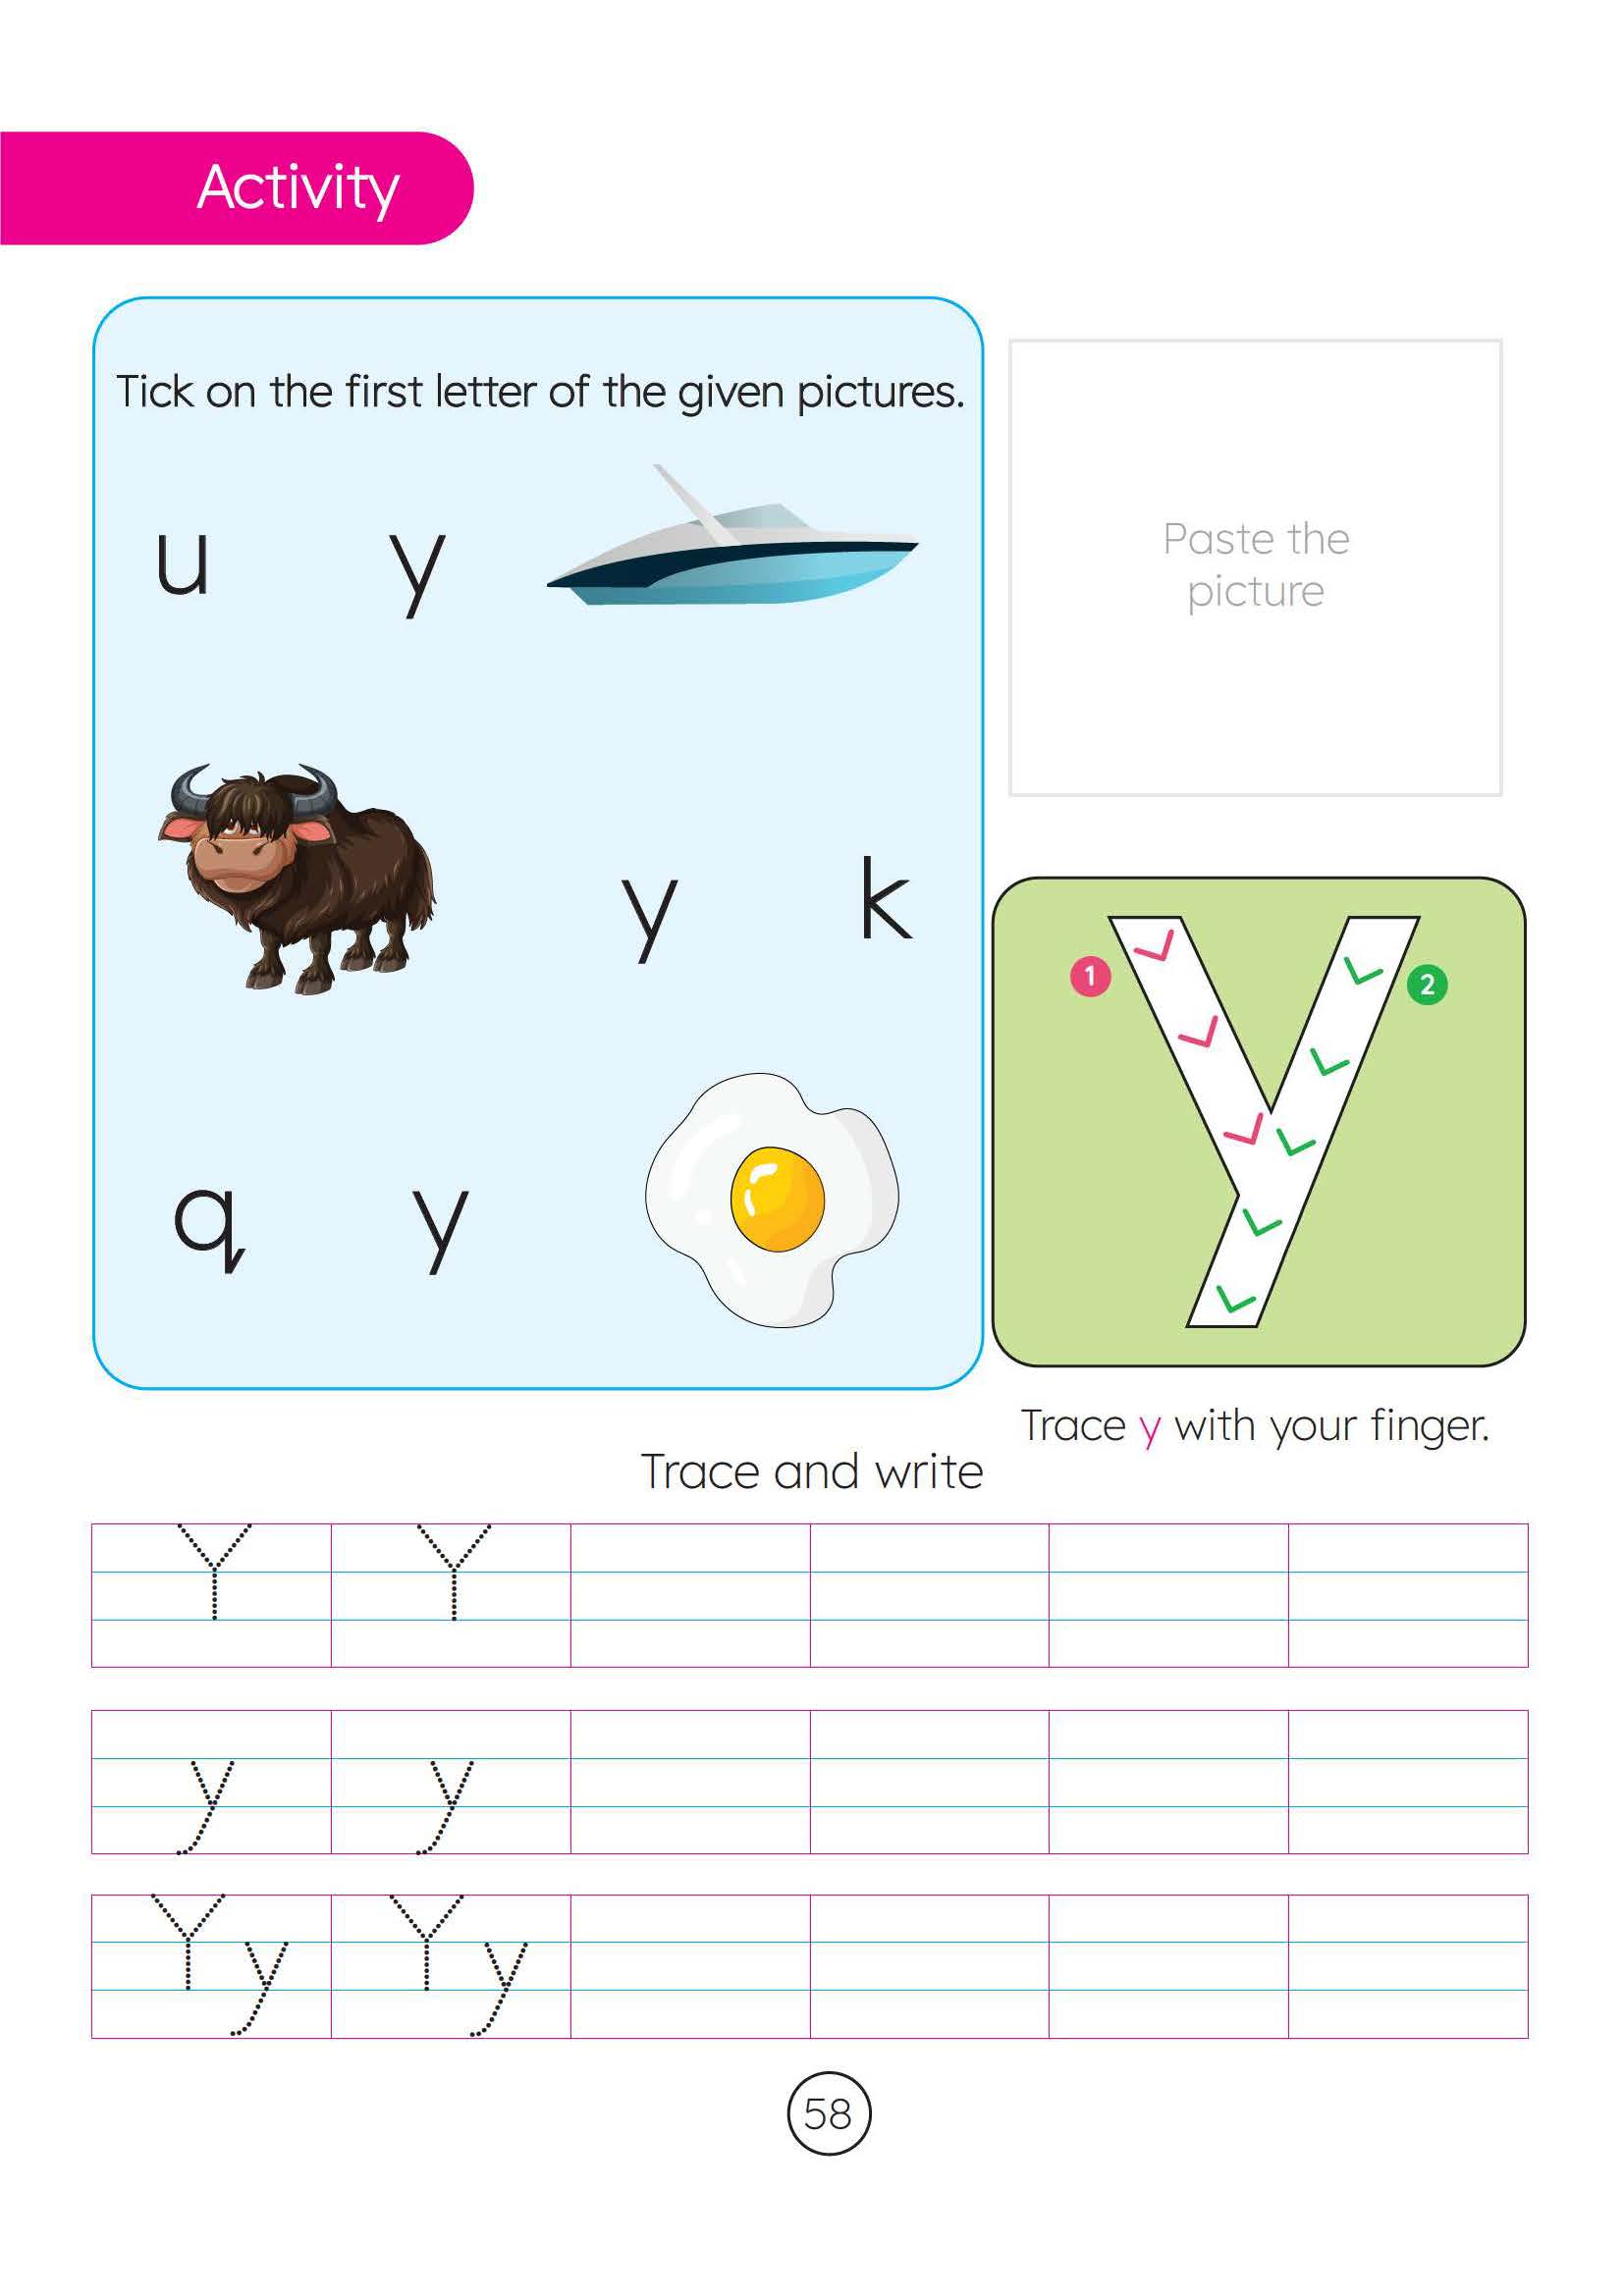 Activity
Tick on the first letter of the given pictures.
u y
y k
q y
Paste the
picture
1 2
Trace y with your finger.
Trace and write
Y Y
y y
Yy Yy
58